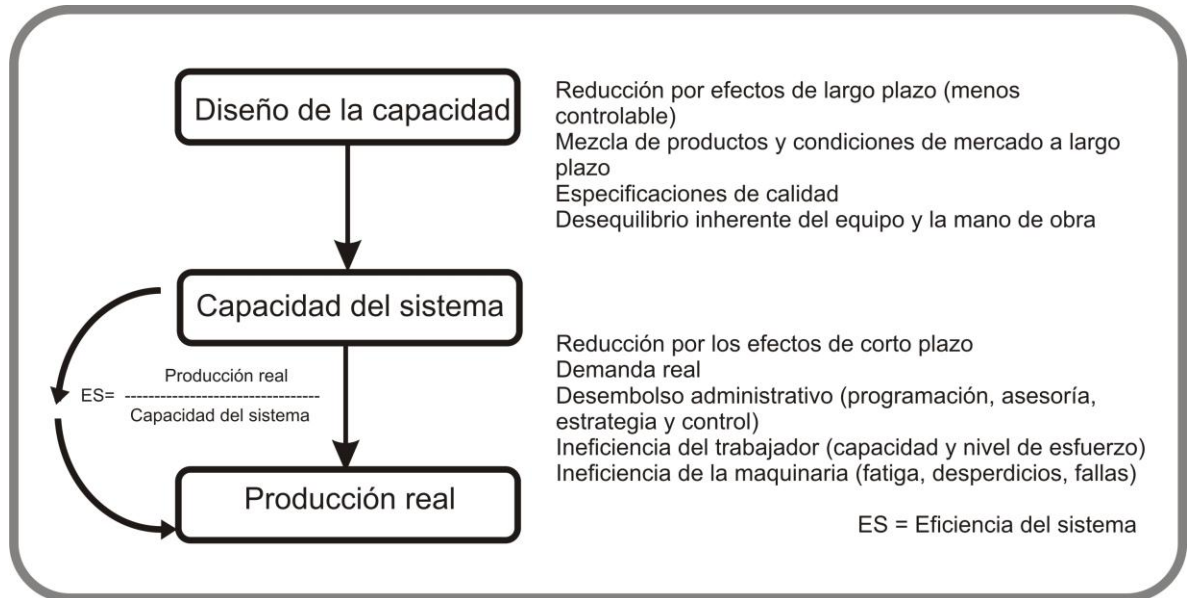 Diseño de la capacidad
Reducción por efectos de largo plazo (menos
controlable)
Mezcla de productos y condiciones de mercado a largo
plazo
Especificaciones de calidad
Desequilibrio inherente del equipo y la mano de obra
Capacidad del sistema
Producción real
ES= ----------------------------------
Capacidad del sistema
Reducción por los efectos de corto plazo
Demanda real
Desembolso administrativo (programación, asesoría,
estrategia y control)
Ineficiencia del trabajador (capacidad y nivel de esfuerzo)
Ineficiencia de la maquinaria (fatiga, desperdicios, fallas)
Producción real
ES = Eficiencia del sistema